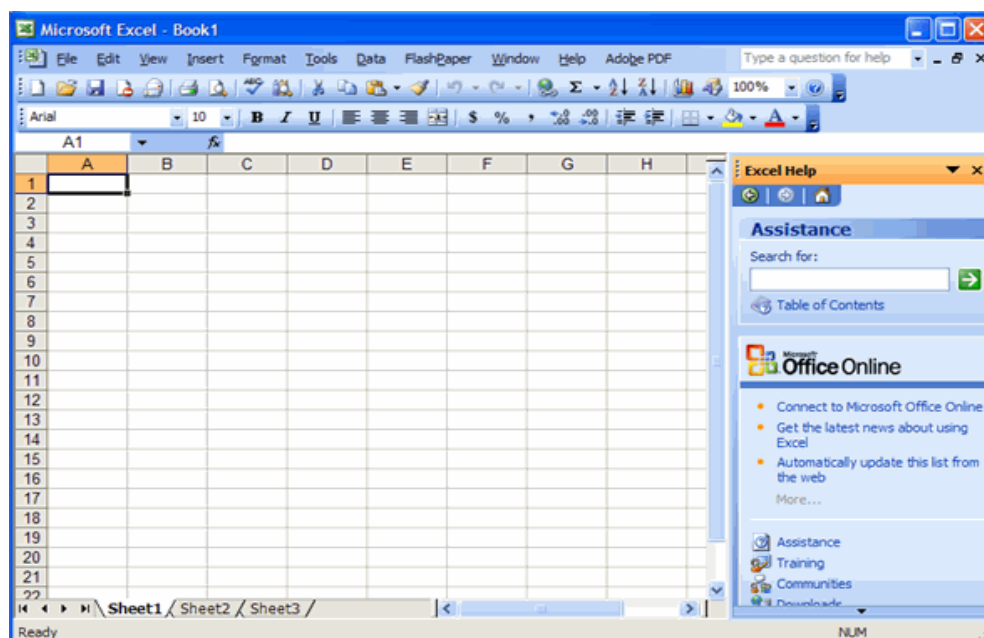 Microsoft Excel - Book1
File Edit View Insert Format Tools Data FlashPaper Window Help Adobe PDF Type a question for help
100%
Arial 10 B I U $ % ,
A1 fx
A B C D E F G H
1
2
3
4
5
6
7
8
9
10
11
12
13
14
15
16
17
18
19
20
21
22
Sheet1 Sheet2 Sheet3
Ready NUM
Excel Help
Assistance
Search for:
Table of Contents
Microsoft
Office Online
Connect to Microsoft Office Online
Get the latest news about using
Excel
Automatically update this list from
the web
More...
Assistance
Training
Communities
Downloads